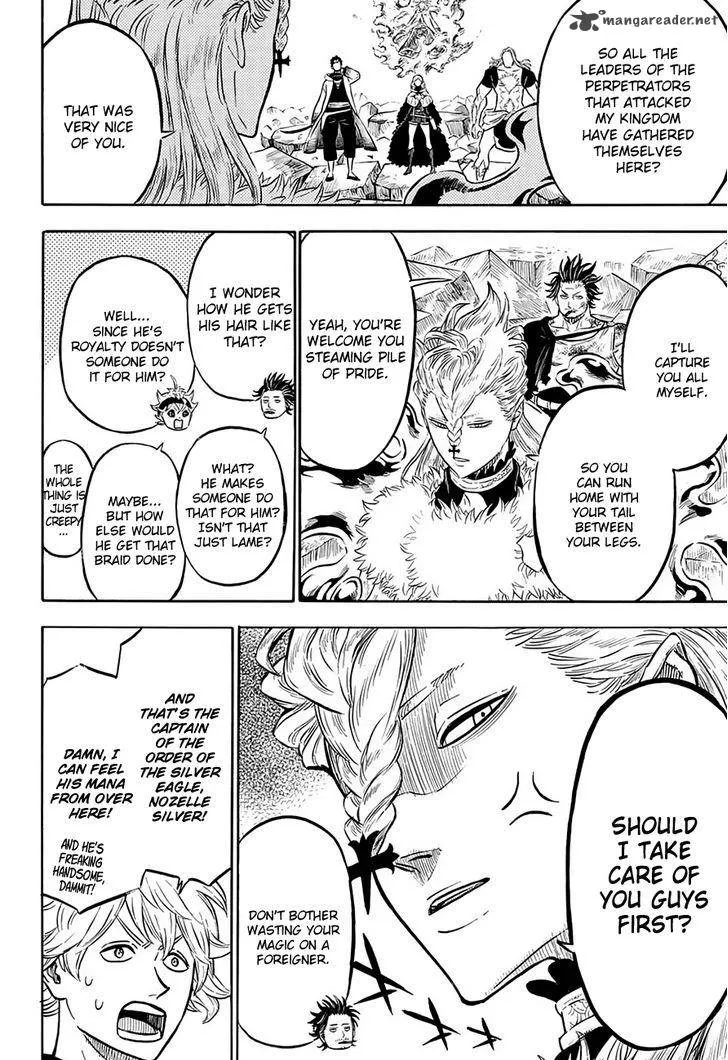 mangareader.net
SO ALL THE
LEADERS OF THE
PERPETRATORS
THAT ATTACKED
MY KINGDOM
HAVE GATHERED
THEMSELVES
HERE?
THAT WAS
VERY NICE
OF YOU.
I'LL
CAPTURE
YOU ALL
MYSELF.
SO YOU
CAN RUN
HOME WITH
YOUR TAIL
BETWEEN
YOUR LEGS.
YEAH, YOU'RE
WELCOME YOU
STEAMING PILE
OF PRIDE.
I WONDER
HOW HE GETS
HIS HAIR LIKE
THAT?
WELL...
SINCE HE'S
ROYALTY DOESN'T
SOMEONE DO
IT FOR HIM?
WHAT?
HE MAKES
SOMEONE DO
THAT FOR HIM?
ISN'T THAT
JUST LAME?
MAYBE...
BUT HOW
ELSE WOULD
HE GET THAT
BRAID DONE?
THE
WHOLE
THING IS
JUST
CREEPY
...
SHOULD
I TAKE
CARE OF
YOU GUYS
FIRST?
DON'T BOTHER
WASTING YOUR
MAGIC ON A
FOREIGNER.
AND
THAT'S THE
CAPTAIN
OF THE
ORDER OF
THE SILVER
EAGLE,
NOZELLE
SILVER!
DAMN, I
CAN FEEL
HIS MANA
FROM OVER
HERE!
AND HE'S
FREAKING
HANDSOME,
DAMMIT!